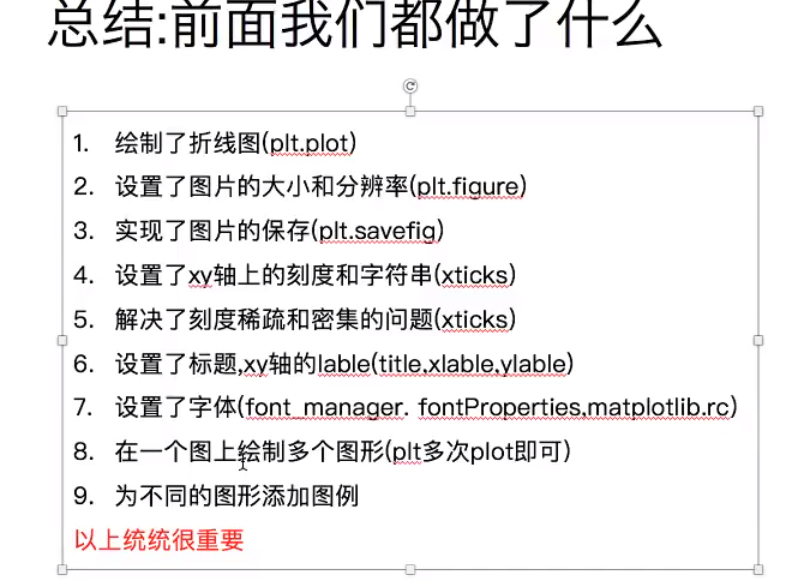 总结:前面我们都做了什么
1. 绘制了折线图(plt.plot)
2. 设置了图片的大小和分辨率(plt.figure)
3. 实现了图片的保存(plt.savefig)
4. 设置了xy轴上的刻度和字符串(xticks)
5. 解决了刻度稀疏和密集的问题(xticks)
6. 设置了标题,xy轴的lable(title,xlable,ylable)
7. 设置了字体(font_manager. fontProperties,matplotlib.rc)
8. 在一个图上绘制多个图形(plt多次plot即可)
9. 为不同的图形添加图例
以上统统很重要